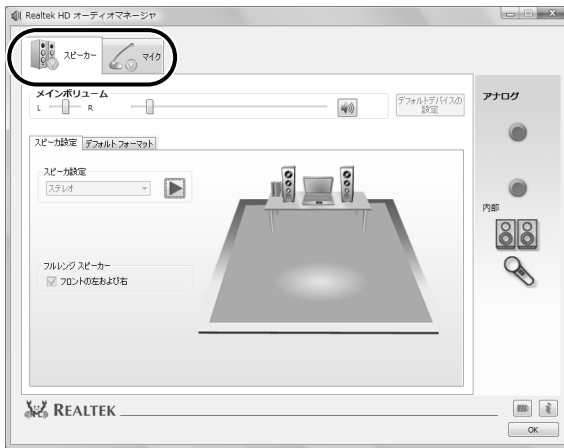 Realtek HD オーディオマネージャ
スピーカー
マイク
メインボリューム
L
R
デフォルトデバイスの
設定
アナログ
スピーカ設定
デフォルト フォーマット
スピーカ設定
ステレオ
内部
フルレンジ スピーカー
フロントの左および右
REALTEK
OK